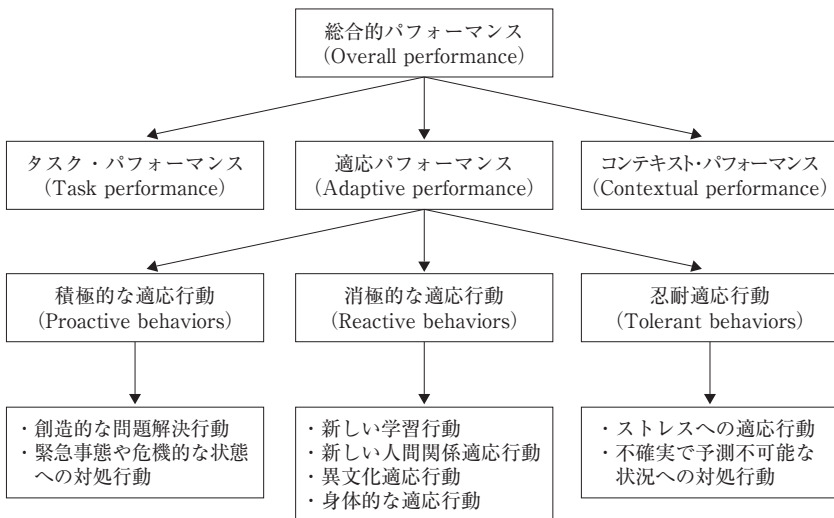 総合的パフォーマンス
(Overall performance)
タスク・パフォーマンス
(Task performance)
適応パフォーマンス
(Adaptive performance)
コンテキスト・パフォーマンス
(Contextual performance)
積極的な適応行動
(Proactive behaviors)
消極的な適応行動
(Reactive behaviors)
忍耐適応行動
(Tolerant behaviors)
・創造的な問題解決行動
・緊急事態や危機的な状態
への対処行動
・新しい学習行動
・新しい人間関係適応行動
・異文化適応行動
・身体的な適応行動
・ストレスへの適応行動
・不確実で予測不可能な
状況への対処行動